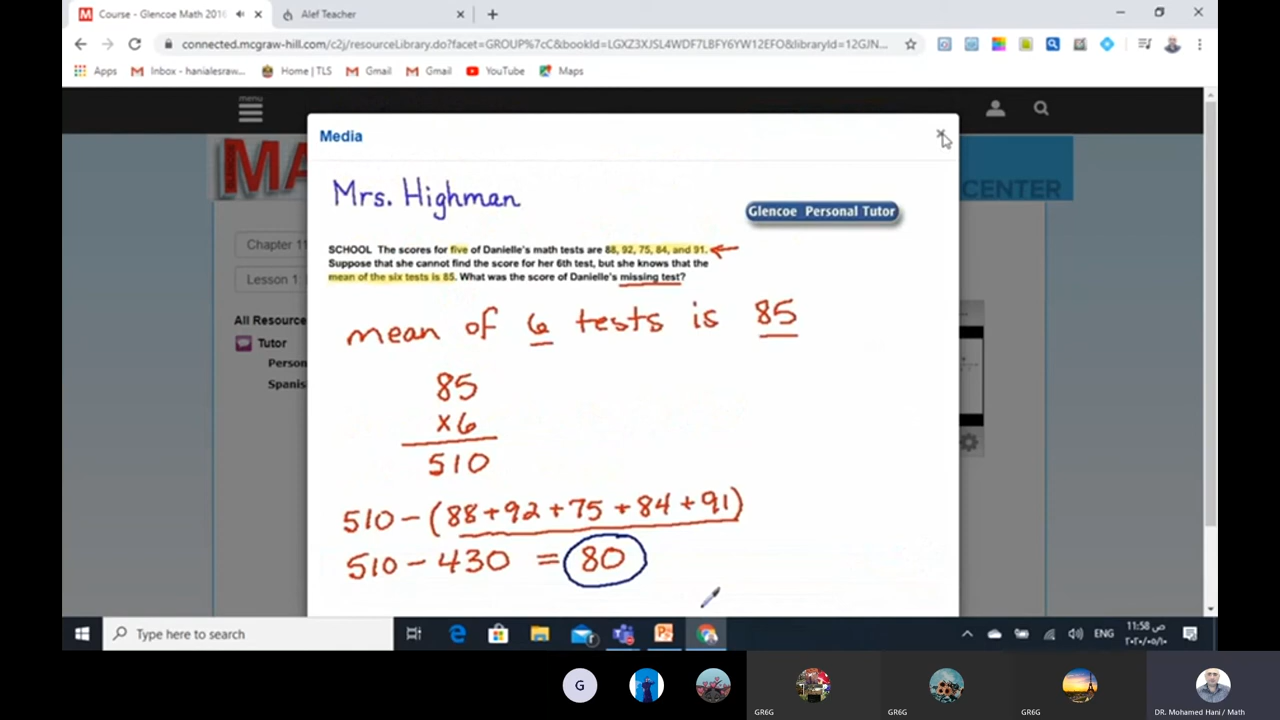 Course - Glencoe Math 2016
Alef Teacher
connected.mcgraw-hill.com/c2j/resourceLibrary.do?facet=GROUP%7cC&bookId=LGXZ3XJSL4WDF7LBFY6YW12EFO&libraryId=12GJN...
Apps
Inbox - hanialesraw...
Home | TLS
Gmail
Gmail
YouTube
Maps
menu
MA
CENTER
Chapter 11
Lesson 1:
All Resource
Tutor
Person
Spanis
Media
Mrs. Highman
Glencoe Personal Tutor
SCHOOL The scores for five of Danielle's math tests are 88, 92, 75, 84, and 91.
Suppose that she cannot find the score for her 6th test, but she knows that the
mean of the six tests is 85. What was the score of Danielle's missing test?
mean of 6 tests is 85
85
×6
510
510 - (88+92+75+84+91)
510 - 430 = 80
Type here to search
ENG
11:58 ص
G
GR6G
GR6G
GR6G
DR. Mohamed Hani / Math